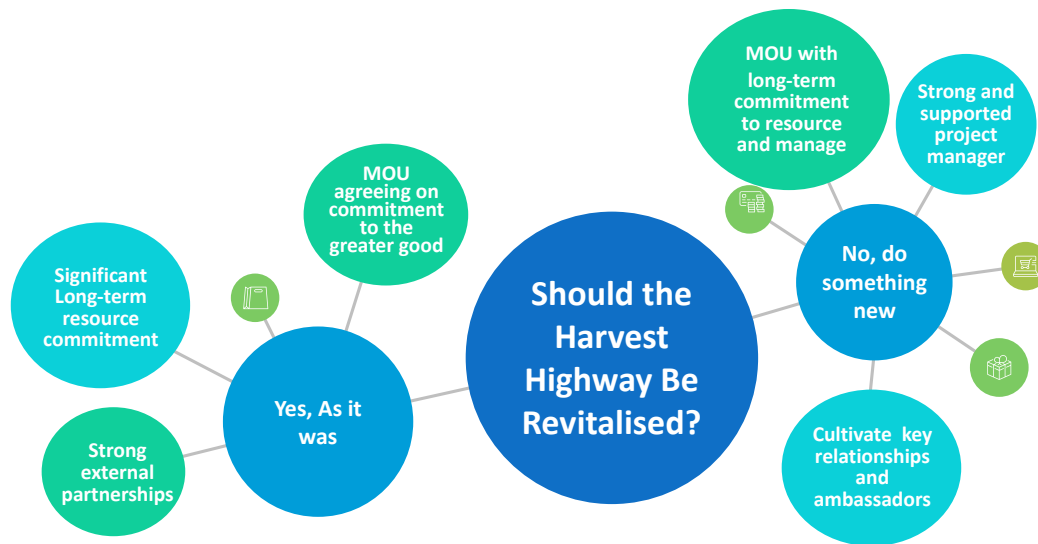 MOU with
long-term
commitment
to resource
and manage
Strong and
supported
project
manager
MOU
agreeing on
commitment
to the
greater good
Significant
Long-term
resource
commitment
Should the
Harvest
Highway Be
Revitalised?
No, do
something
new
Yes, As it
was
Strong
external
partnerships
Cultivate key
relationships
and
ambassadors